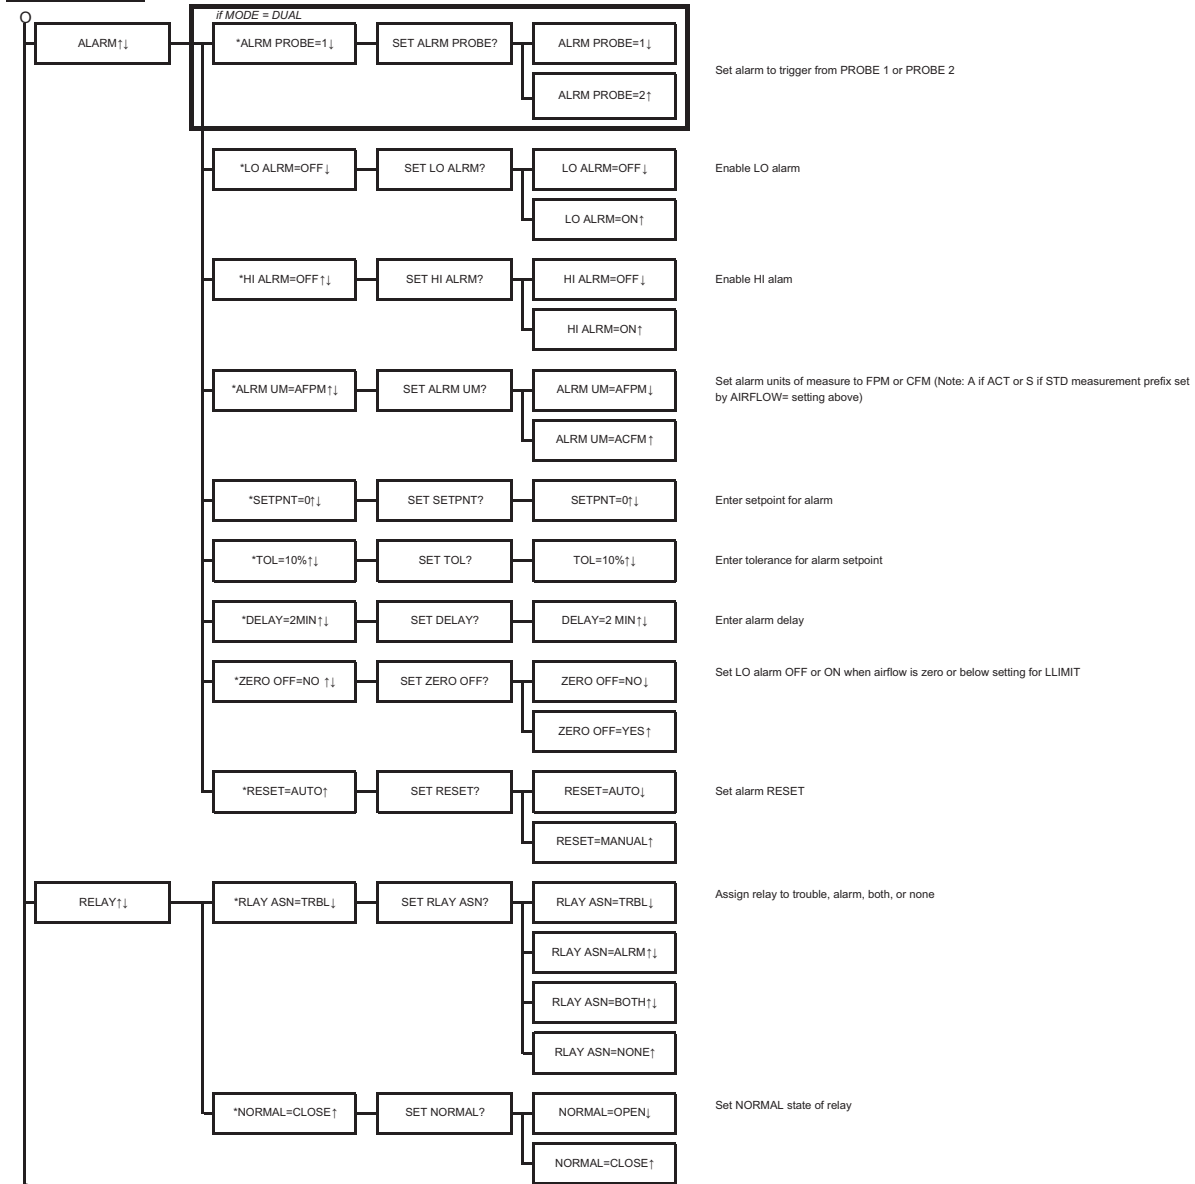 if MODE = DUAL
ALARM↑↓
*ALRM PROBE=1↓
SET ALRM PROBE?
ALRM PROBE=1↓
ALRM PROBE=2↑
Set alarm to trigger from PROBE 1 or PROBE 2
*LO ALRM=OFF↓
SET LO ALRM?
LO ALRM=OFF↓
LO ALRM=ON↑
Enable LO alarm
*HI ALRM=OFF↑↓
SET HI ALRM?
HI ALRM=OFF↓
HI ALRM=ON↑
Enable HI alam
*ALRM UM=AFPM↑↓
SET ALRM UM?
ALRM UM=AFPM↓
ALRM UM=ACFM↑
Set alarm units of measure to FPM or CFM (Note: A if ACT or S if STD measurement prefix set
by AIRFLOW= setting above)
*SETPNT=0↑↓
SET SETPNT?
SETPNT=0↑↓
Enter setpoint for alarm
*TOL=10%↑↓
SET TOL?
TOL=10%↑↓
Enter tolerance for alarm setpoint
*DELAY=2MIN↑↓
SET DELAY?
DELAY=2 MIN↑↓
Enter alarm delay
*ZERO OFF=NO ↑↓
SET ZERO OFF?
ZERO OFF=NO↓
ZERO OFF=YES↑
Set LO alarm OFF or ON when airflow is zero or below setting for LLIMIT
*RESET=AUTO↑
SET RESET?
RESET=AUTO↓
RESET=MANUAL↑
Set alarm RESET
RELAY↑↓
*RLAY ASN=TRBL↓
SET RLAY ASN?
RLAY ASN=TRBL↓
RLAY ASN=ALRM↑↓
RLAY ASN=BOTH↑↓
RLAY ASN=NONE↑
Assign relay to trouble, alarm, both, or none
*NORMAL=CLOSE↑
SET NORMAL?
NORMAL=OPEN↓
NORMAL=CLOSE↑
Set NORMAL state of relay